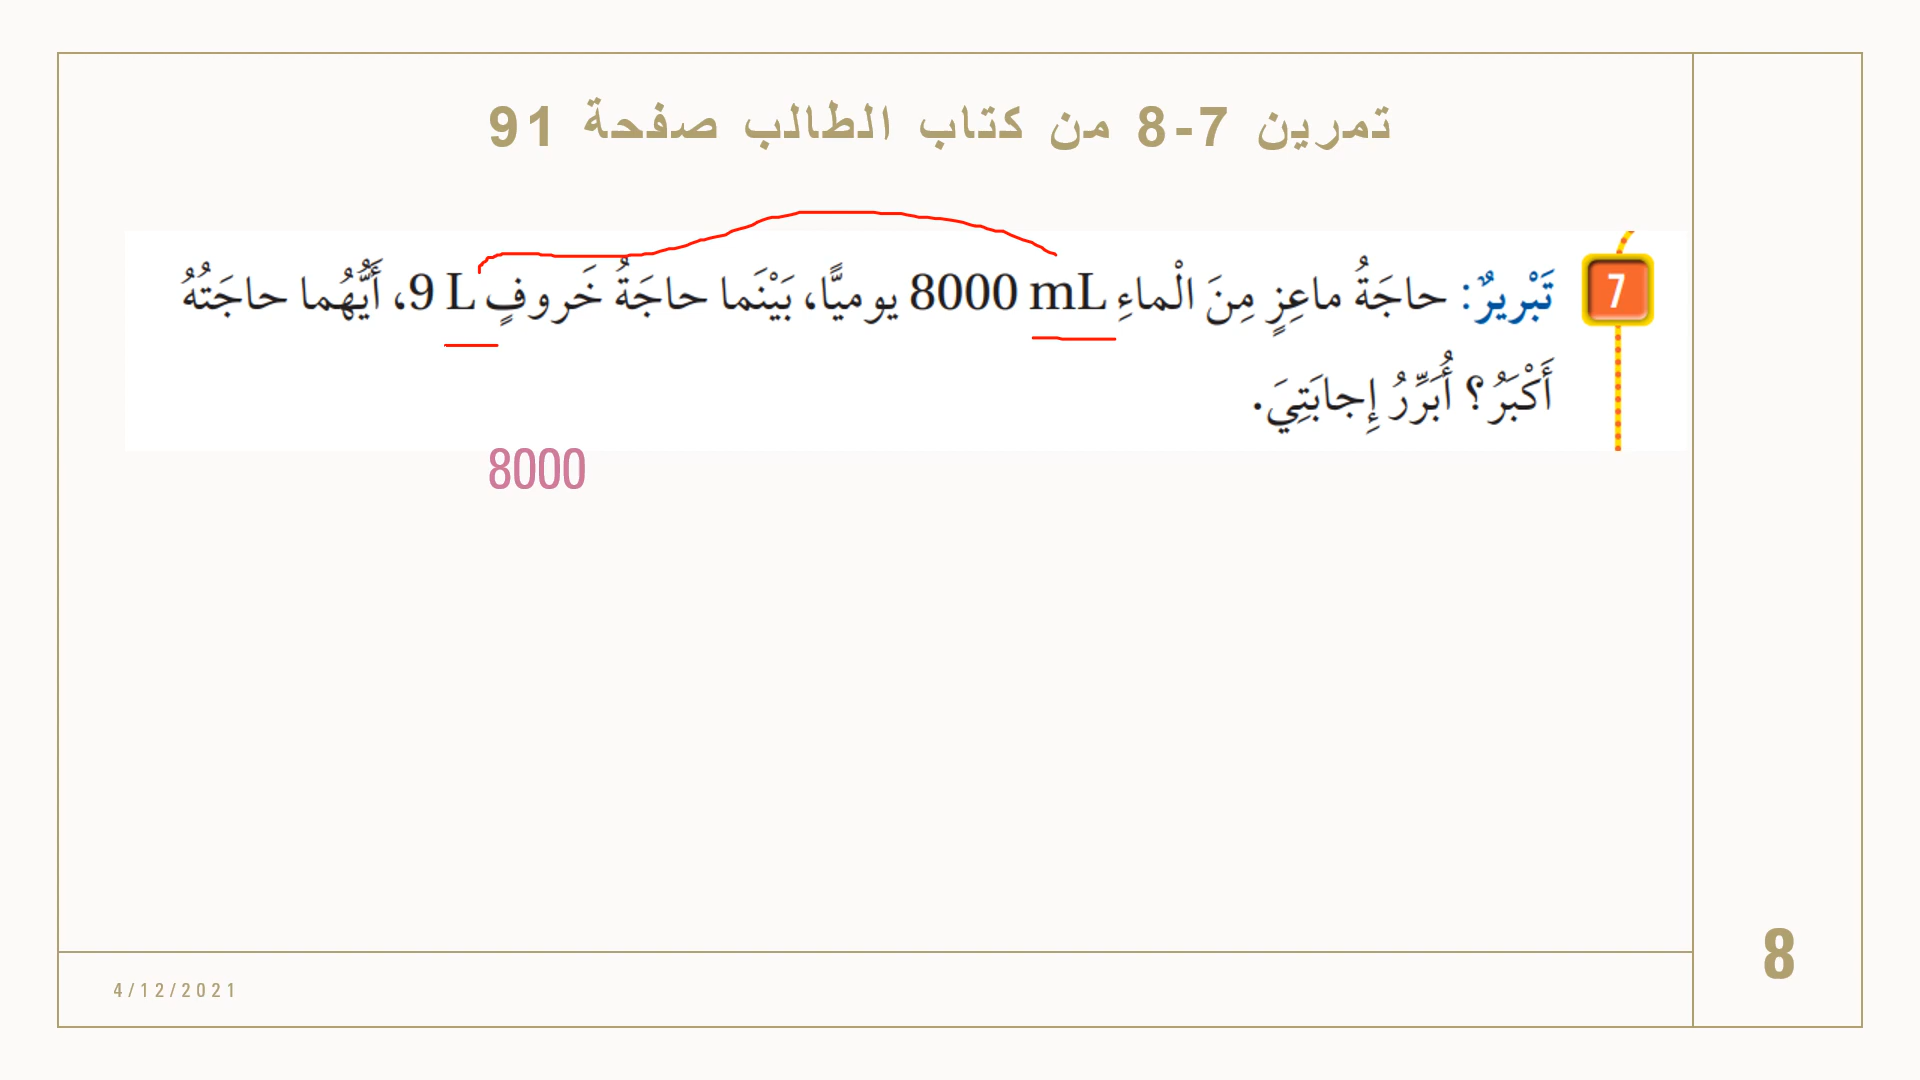 تمرين 7-8 من كتاب الطالب صفحة 91
7 تَبْريرٌ: حاجَةُ ماعِزٍ مِنَ الْماءِ 8000 mL يوميًّا، بَيْنَما حاجَةُ خَروفٍ 9 L، أَيُّهُما حاجَتُهُ
أَكْبَرُ؟ أُبَرِّرُ إِجابَتِيَ.
8000
8
4/12/2021